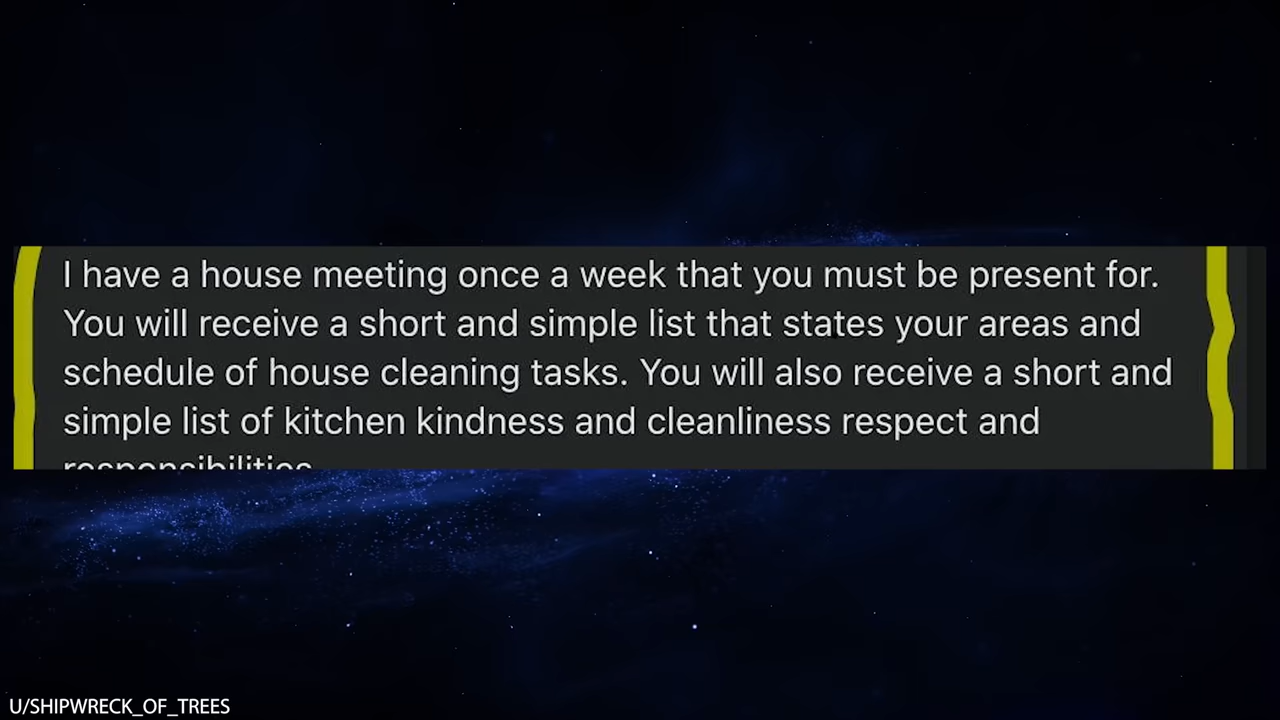 I have a house meeting once a week that you must be present for.
You will receive a short and simple list that states your areas and
schedule of house cleaning tasks. You will also receive a short and
simple list of kitchen kindness and cleanliness respect and
responsibilities
U/SHIPWRECK_OF_TREES